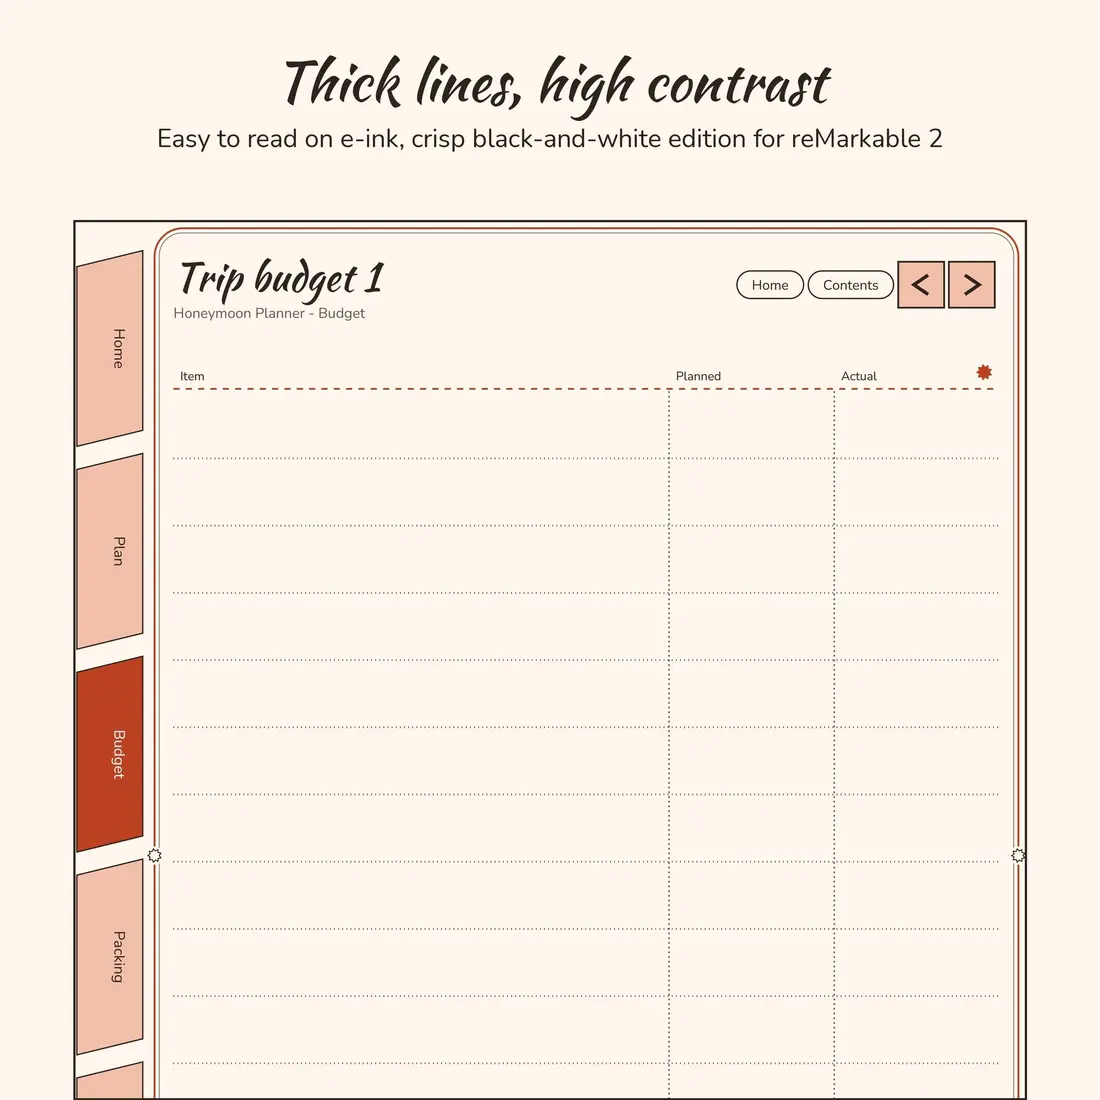 Thick lines, high contrast
Easy to read on e-ink, crisp black-and-white edition for reMarkable 2
Trip budget 1
Honeymoon Planner - Budget
Home
Contents
Item
Planned
Actual
Home
Plan
Budget
Packing